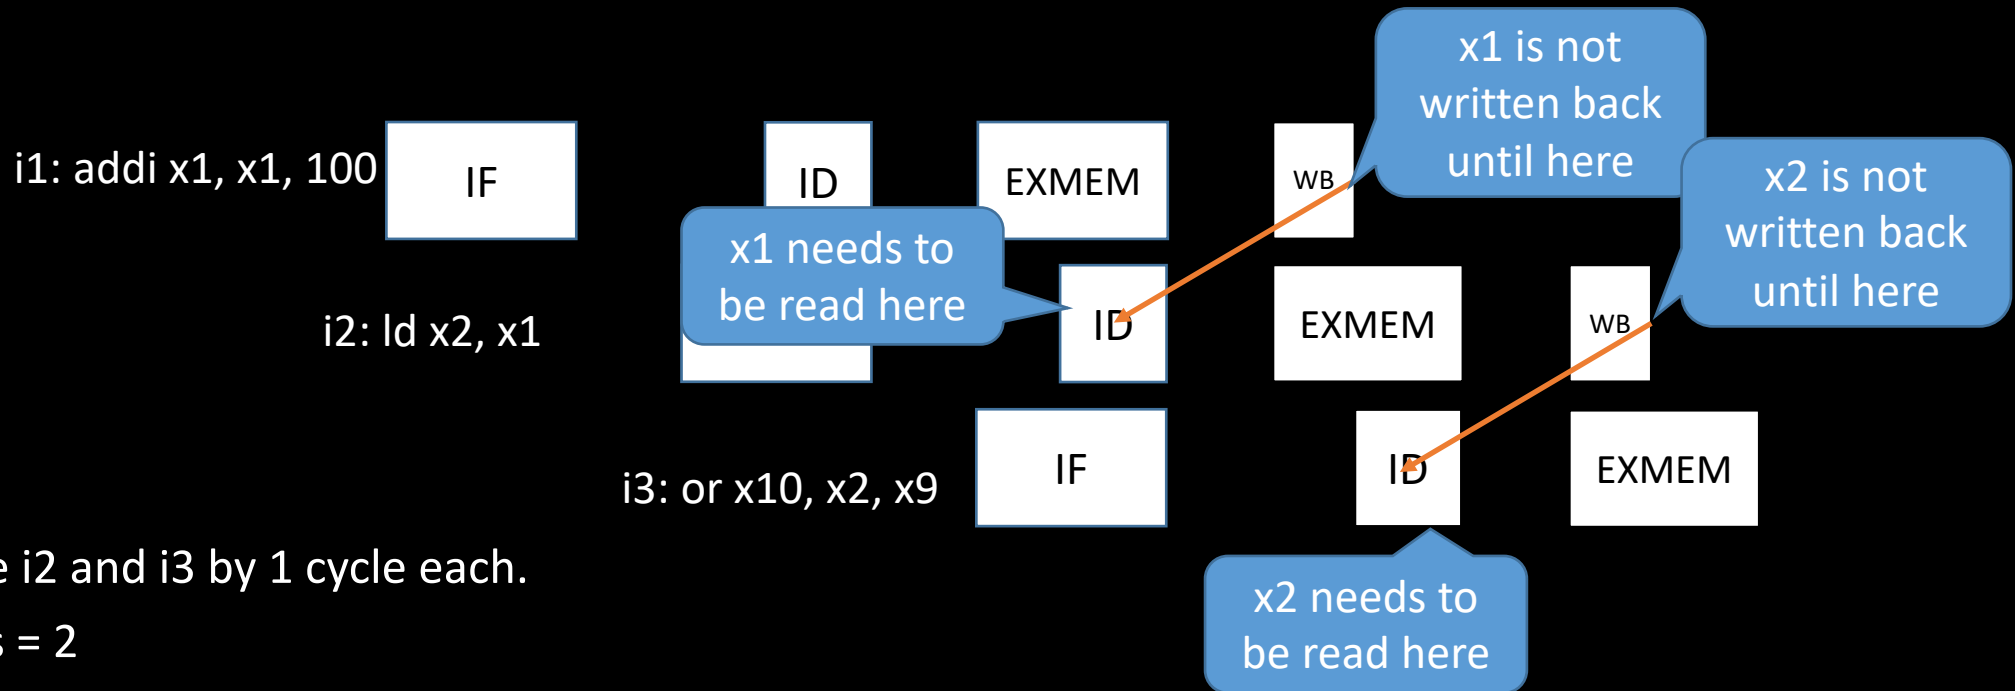 x1 is not
written back
until here
i1: addi x1, x1, 100
IF
ID
EXMEM
WB
x2 is not
written back
until here
x1 needs to
be read here
i2: ld x2, x1
ID
EXMEM
WB
i3: or x10, x2, x9
IF
ID
EXMEM
i2 and i3 by 1 cycle each.
= 2
x2 needs to
be read here